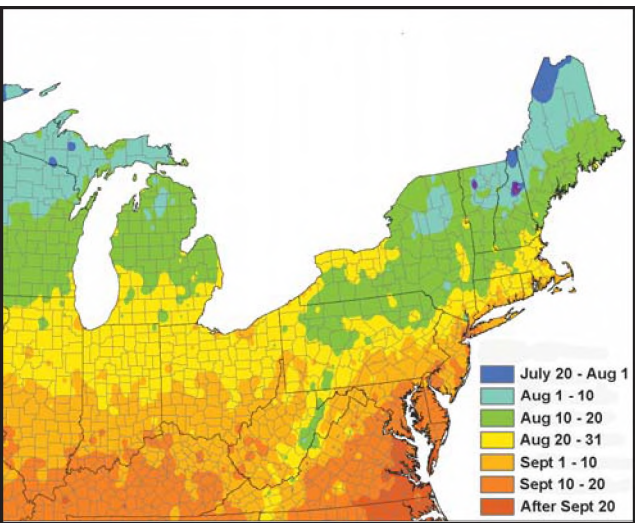 July 20 - Aug 1
Aug 1 - 10
Aug 10 - 20
Aug 20 - 31
Sept 1 - 10
Sept 10 - 20
After Sept 20